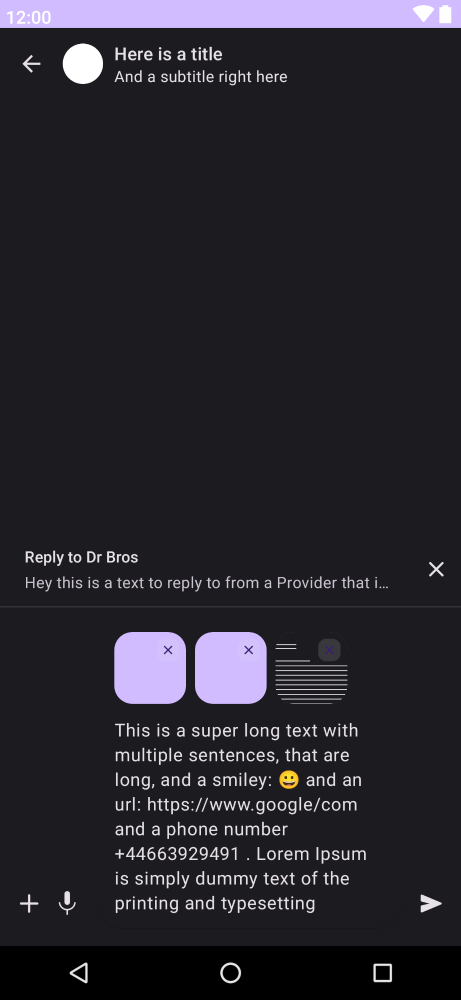 12:00
Here is a title
And a subtitle right here
Reply to Dr Bros
Hey this is a text to reply to from a Provider that i...
This is a super long text with
multiple sentences, that are
long, and a smiley: 😀 and an
url: https://www.google/com
and a phone number
+44663929491 . Lorem Ipsum
is simply dummy text of the
printing and typesetting